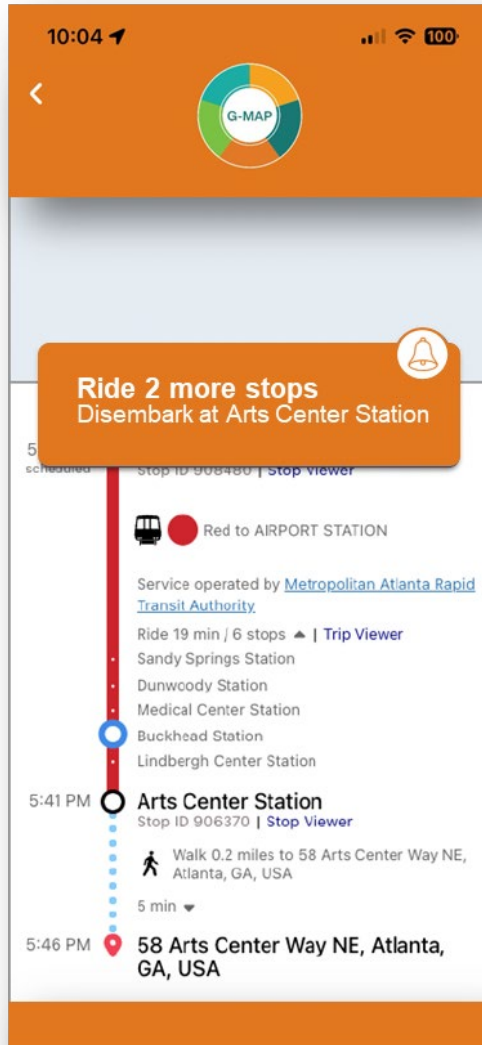 10:04
100
G-MAP
Ride 2 more stops
Disembark at Arts Center Station
5
scheduled
Stop ID 908480 | Stop Viewer
Red to AIRPORT STATION
Service operated by Metropolitan Atlanta Rapid
Transit Authority
Ride 19 min / 6 stops | Trip Viewer
Sandy Springs Station
Dunwoody Station
Medical Center Station
Buckhead Station
Lindbergh Center Station
5:41 PM Arts Center Station
Stop ID 906370 | Stop Viewer
Walk 0.2 miles to 58 Arts Center Way NE,
Atlanta, GA, USA
5 min
5:46 PM 58 Arts Center Way NE, Atlanta,
GA, USA